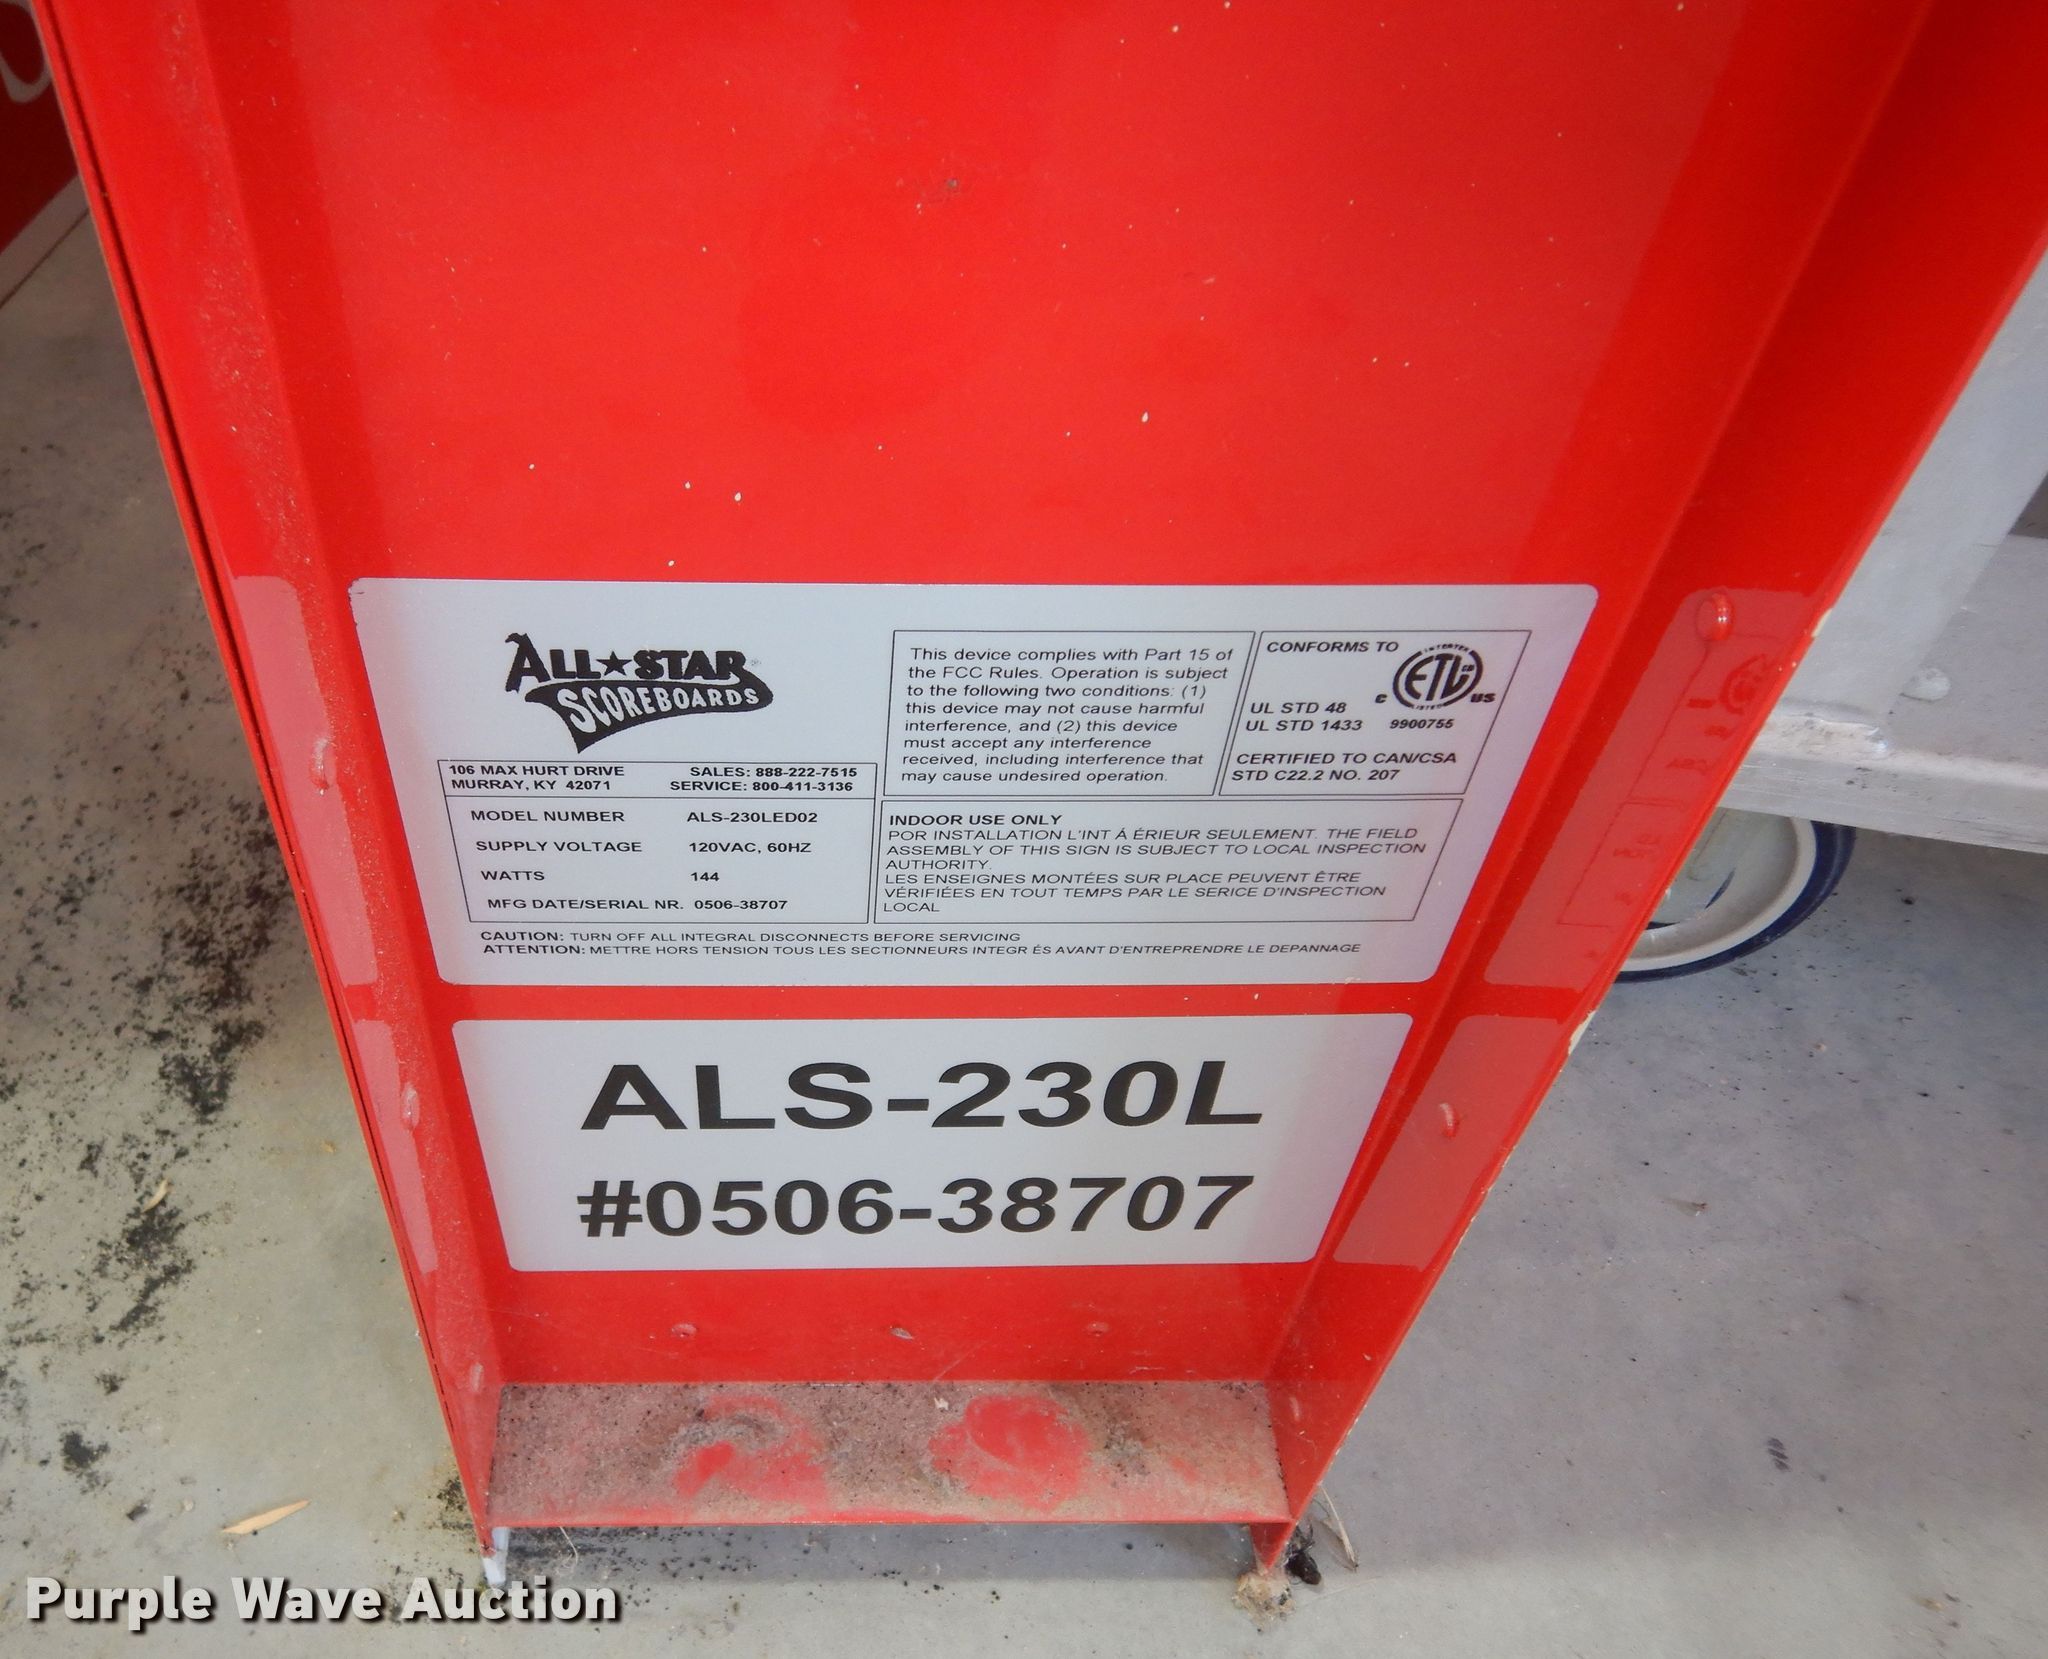 ALL★STAR
SCOREBOARDS
106 MAX HURT DRIVE SALES: 888-222-7515
MURRAY, KY 42071 SERVICE: 800-411-3136
MODEL NUMBER ALS-230LED02
SUPPLY VOLTAGE 120VAC, 60HZ
WATTS 144
MFG DATE/SERIAL NR. 0506-38707
This device complies with Part 15 of
the FCC Rules. Operation is subject
to the following two conditions: (1)
this device may not cause harmful
interference, and (2) this device
must accept any interference
received, including interference that
may cause undesired operation.
CONFORMS TO
INTERTEK
ETL CD
LISTED
C US
UL STD 48
UL STD 1433 9900755
CERTIFIED TO CAN/CSA
STD C22.2 NO. 207
INDOOR USE ONLY
POR INSTALLATION L'INT À ÉRIEUR SEULEMENT. THE FIELD
ASSEMBLY OF THIS SIGN IS SUBJECT TO LOCAL INSPECTION
AUTHORITY.
LES ENSEIGNES MONTÉES SUR PLACE PEUVENT ÊTRE
VÉRIFIÉES EN TOUT TEMPS PAR LE SERICE D'INSPECTION
LOCAL
CAUTION: TURN OFF ALL INTEGRAL DISCONNECTS BEFORE SERVICING
ATTENTION: METTRE HORS TENSION TOUS LES SECTIONNEURS INTEGR ÉS AVANT D'ENTREPRENDRE LE DEPANNAGE
ALS-230L
#0506-38707
Purple Wave Auction